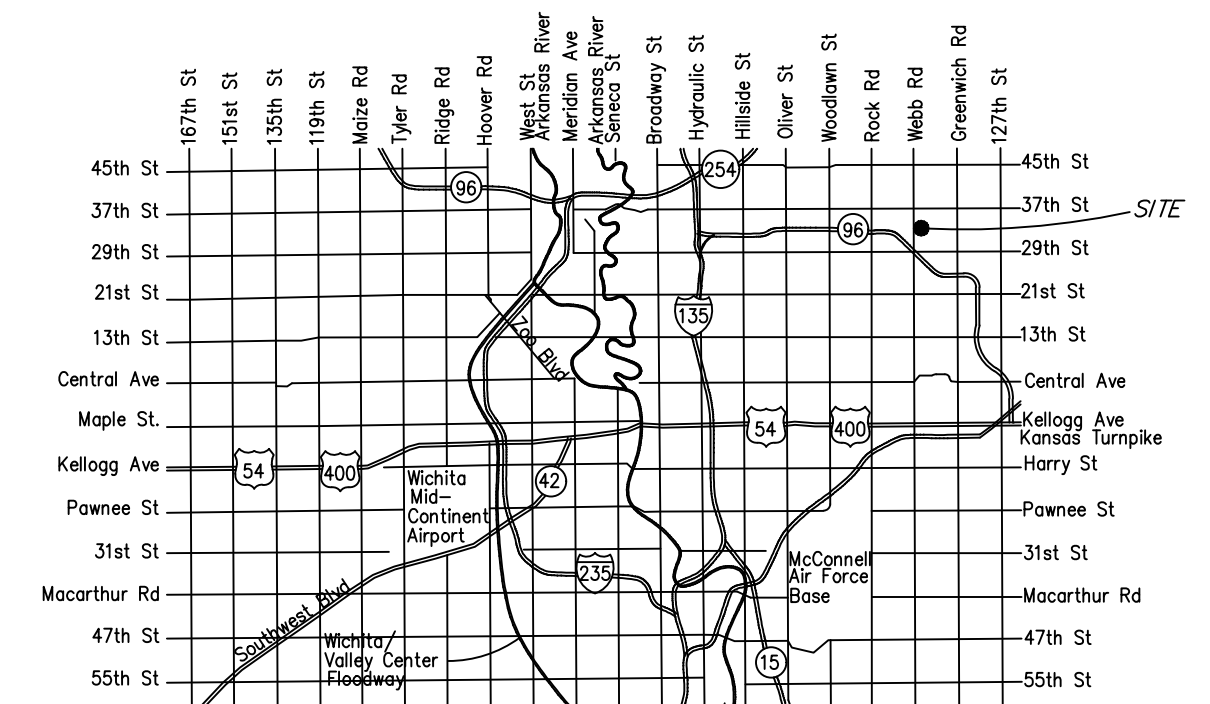 167th St
151st St
135th St
119th St
Maize Rd
Tyler Rd
Ridge Rd
Hoover Rd
West St
Arkansas River
Meridian Ave
Arkansas River
Seneca St
Broadway St
Hydraulic St
Hillside St
Oliver St
Woodlawn St
Rock Rd
Webb Rd
Greenwich Rd
127th St
45th St
254
45th St
96
37th St
37th St
SITE
96
29th St
29th St
21st St
21st St
135
13th St
Zoo Blvd
13th St
Central Ave
Central Ave
Maple St.
54
400
Kellogg Ave
Kansas Turnpike
Kellogg Ave
54
400
Harry St
Wichita
Mid-
Continent
Airport
42
Pawnee St
Pawnee St
31st St
31st St
235
McConnell
Air Force
Base
Macarthur Rd
Macarthur Rd
Southwest Blvd
47th St
47th St
Wichita/
Valley Center
Floodway
15
55th St
55th St